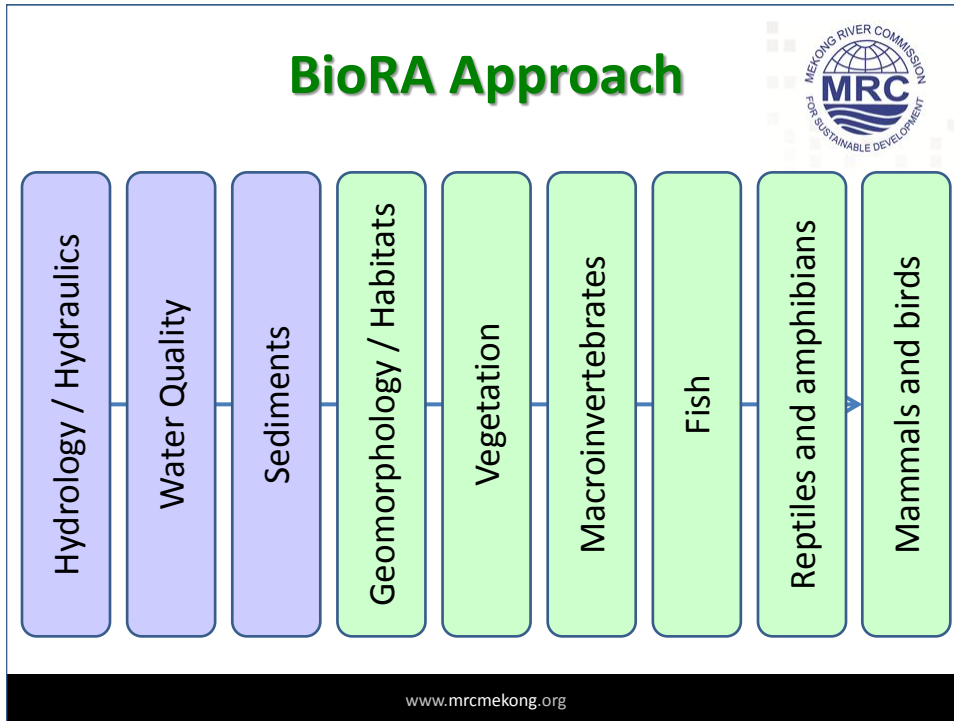 BioRA Approach
MEKONG RIVER COMMISSION
MRC
FOR SUSTAINABLE DEVELOPMENT
Hydrology / Hydraulics
Water Quality
Sediments
Geomorphology / Habitats
Vegetation
Macroinvertebrates
Fish
Reptiles and amphibians
Mammals and birds
www.mrcmekong.org